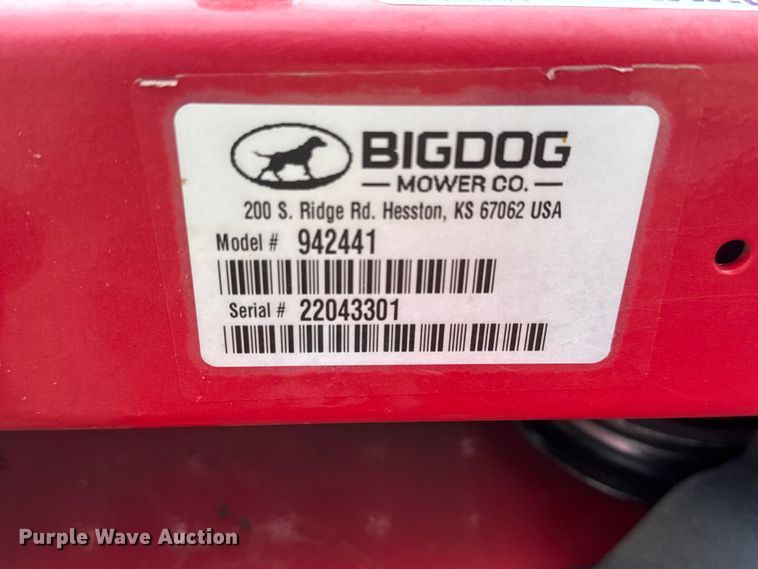 BIGDOG
MOWER CO.
200 S. Ridge Rd. Hesston, KS 67062 USA
Model # 942441
Serial # 22043301
Purple Wave Auction